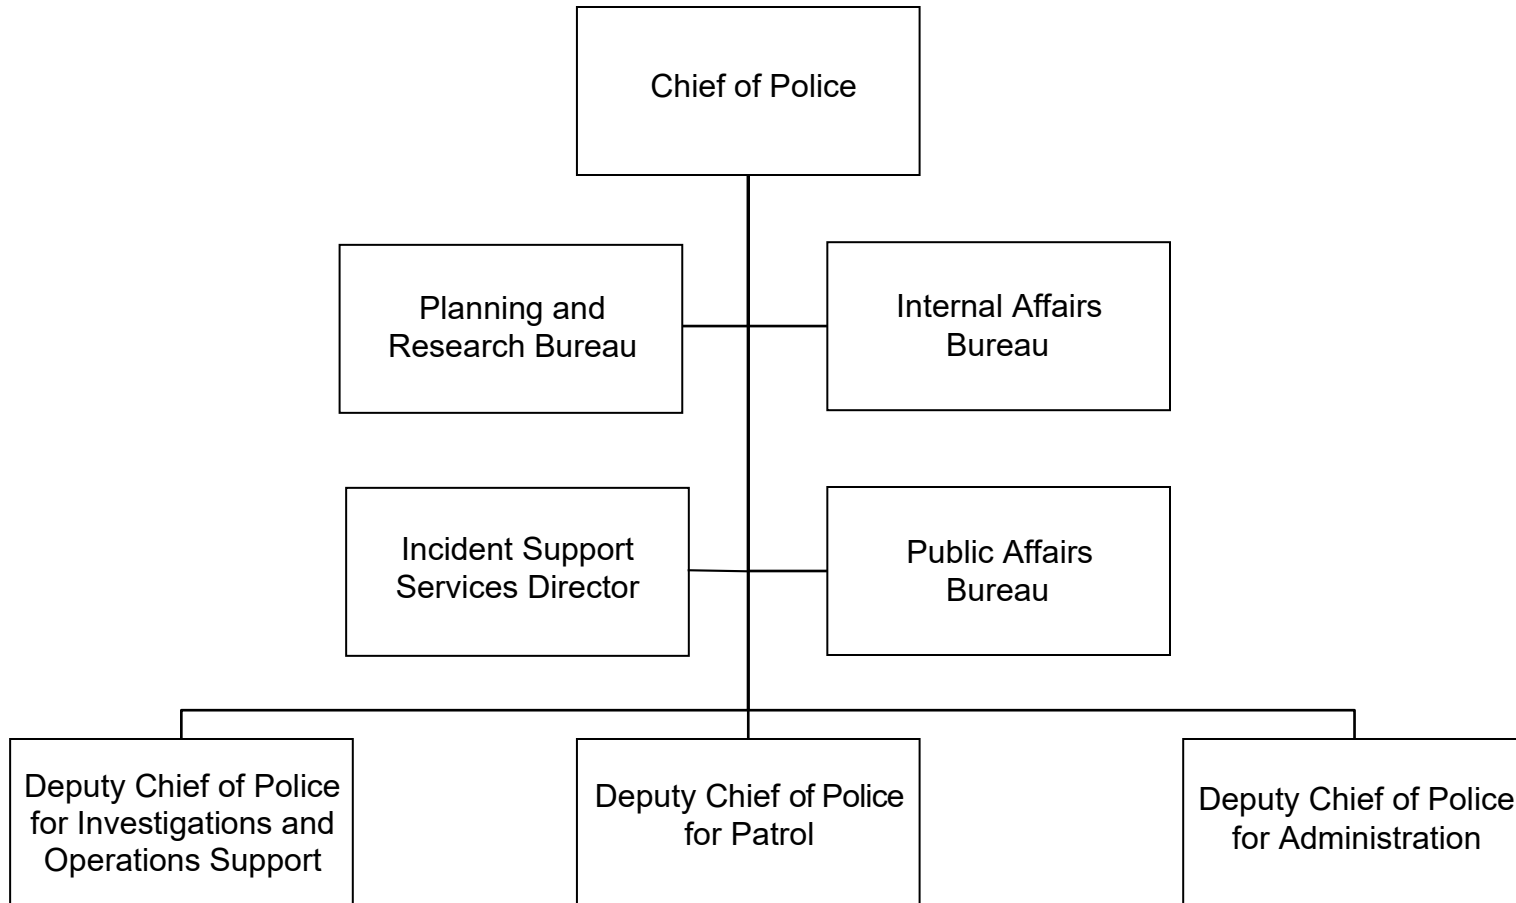 Chief of Police
Planning and
Research Bureau
Internal Affairs
Bureau
Incident Support
Services Director
Public Affairs
Bureau
Deputy Chief of Police
for Investigations and
Operations Support
Deputy Chief of Police
for Patrol
Deputy Chief of Police
for Administration